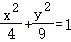 x²/4 + y²/9 = 1